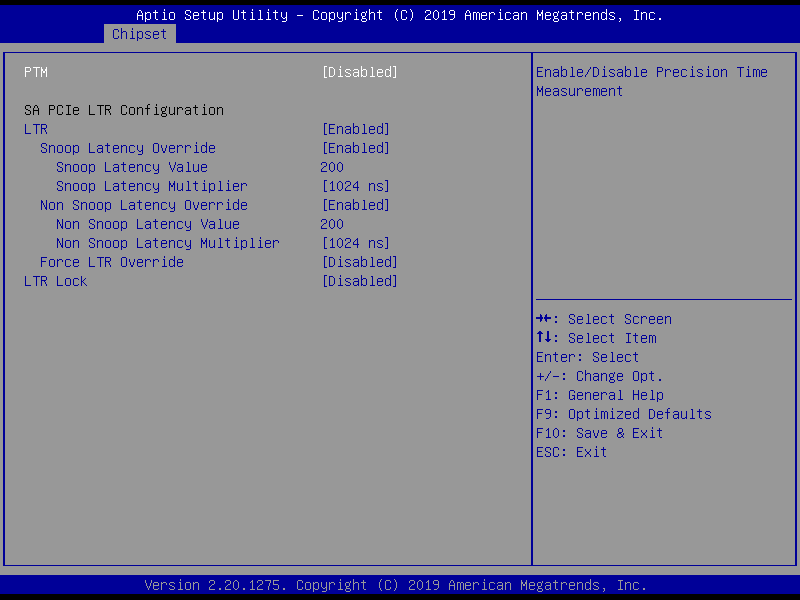 Aptio Setup Utility – Copyright (C) 2019 American Megatrends, Inc.
Chipset
PTM [Disabled]
SA PCIe LTR Configuration
LTR [Enabled]
Snoop Latency Override [Enabled]
Snoop Latency Value 200
Snoop Latency Multiplier [1024 ns]
Non Snoop Latency Override [Enabled]
Non Snoop Latency Value 200
Non Snoop Latency Multiplier [1024 ns]
Force LTR Override [Disabled]
LTR Lock [Disabled]
Enable/Disable Precision Time
Measurement
→←: Select Screen
↑↓: Select Item
Enter: Select
+/-: Change Opt.
F1: General Help
F9: Optimized Defaults
F10: Save & Exit
ESC: Exit
Version 2.20.1275. Copyright (C) 2019 American Megatrends, Inc.